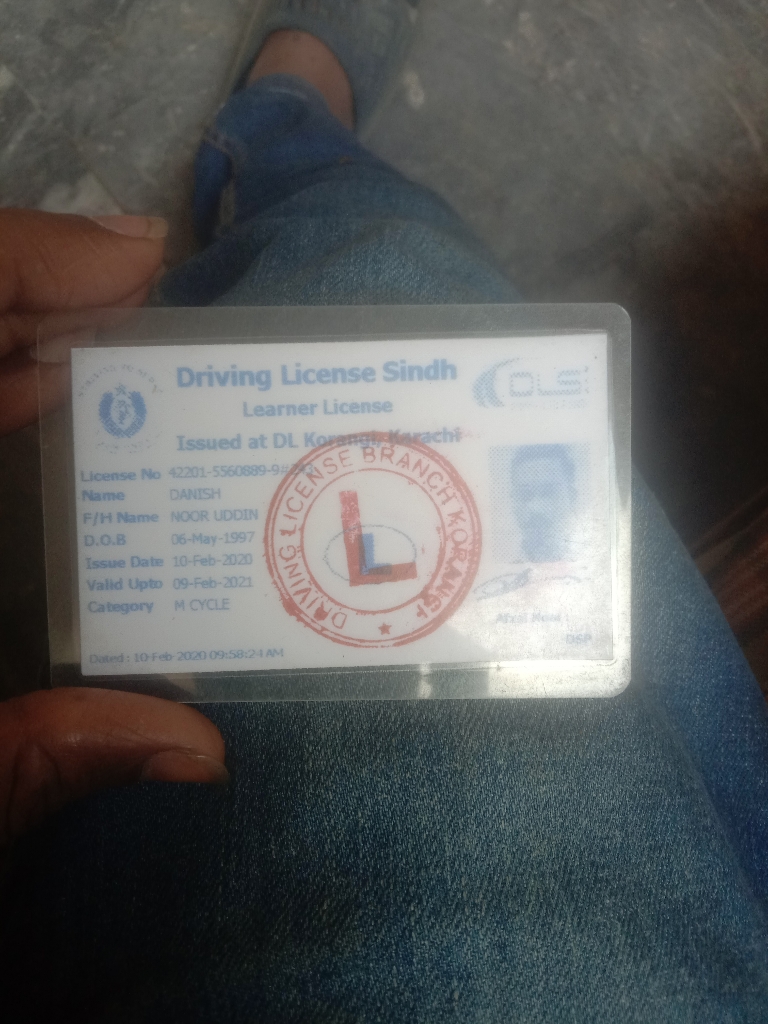 Driving License Sindh
DLS
Learner License
Issued at DL Korangi, Karachi
License No 42201-5560889-9#
Name DANISH
F/H Name NOOR UDDIN
D.O.B 06-May-1997
Issue Date 10-Feb-2020
Valid Upto 09-Feb-2021
Category M CYCLE
DRIVING LICENSE BRANCH KORANGI
L
DSP
Dated : 10-Feb-2020 09:58:24 AM